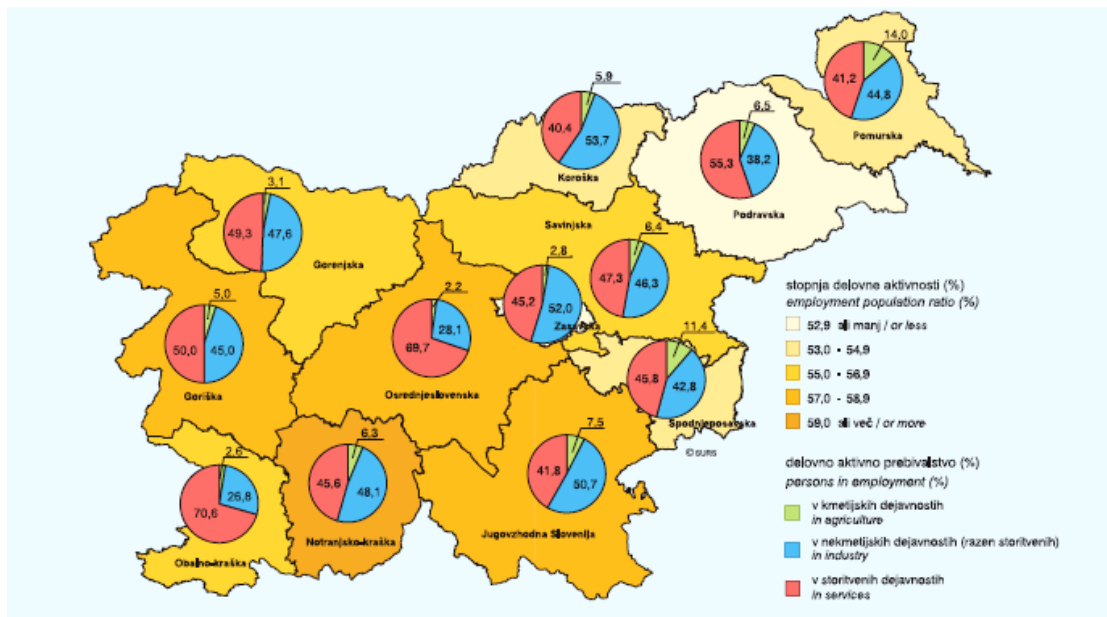 14,0
41,2
44,8
Pomurska
5,9
40,4
53,7
Koroška
6,5
55,3
38,2
Podravska
3,1
49,3
47,6
Gorenjska
Savinjska
6,4
47,3
46,3
2,8
45,2
52,0
Zasavska
2,2
28,1
69,7
Osrednjeslovenska
5,0
50,0
45,0
Goriška
11,4
45,8
42,8
Spodnjeposavska
© SURS
7,5
41,8
50,7
Jugovzhodna Slovenija
6,3
45,6
48,1
Notranjsko-kraška
2,6
26,8
70,6
Obalno-kraška
stopnja delovne aktivnosti (%)
employment population ratio (%)
52,9 ali manj / or less
53,0 - 54,9
55,0 - 56,9
57,0 - 58,9
59,0 ali več / or more
delovno aktivno prebivalstvo (%)
persons in employment (%)
v kmetijskih dejavnostih
in agriculture
v nekmetijskih dejavnostih (razen storitvenih)
in industry
v storitvenih dejavnostih
in services